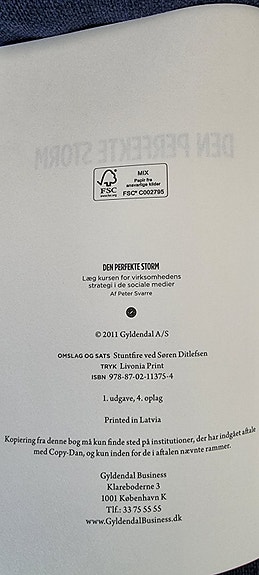 DEN PERFEKTE STORM
FSC
www.fsc.org
MIX
Papir fra
ansvarlige kilder
FSC® C002795
DEN PERFEKTE STORM
Læg kursen for virksomhedens
strategi i de sociale medier
Af Peter Svarre
© 2011 Gyldendal A/S
OMSLAG OG SATS Stuntfire ved Søren Ditlefsen
TRYK Livonia Print
ISBN 978-87-02-11375-4
1. udgave, 4. oplag
Printed in Latvia
Kopiering fra denne bog må kun finde sted på institutioner, der har indgået aftale
med Copy-Dan, og kun inden for de i aftalen nævnte rammer.
Gyldendal Business
Klareboderne 3
1001 København K
Tlf.: 33 75 55 55
www.GyldendalBusiness.dk